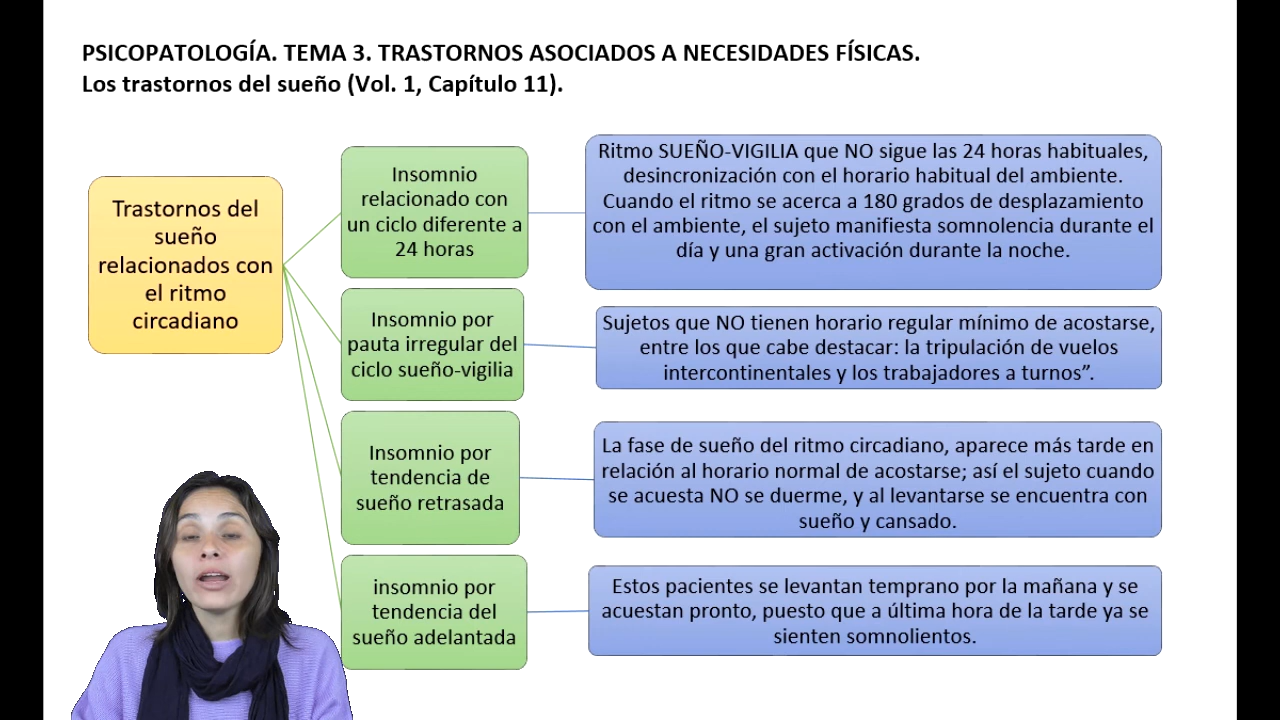 PSICOPATOLOGÍA. TEMA 3. TRASTORNOS ASOCIADOS A NECESIDADES FÍSICAS.
Los trastornos del sueño (Vol. 1, Capítulo 11).
Trastornos del
sueño
relacionados con
el ritmo
circadiano
Insomnio
relacionado con
un ciclo diferente a
24 horas
Ritmo SUEÑO-VIGILIA que NO sigue las 24 horas habituales,
desincronización con el horario habitual del ambiente.
Cuando el ritmo se acerca a 180 grados de desplazamiento
con el ambiente, el sujeto manifiesta somnolencia durante el
día y una gran activación durante la noche.
Insomnio por
pauta irregular del
ciclo sueño-vigilia
Sujetos que NO tienen horario regular mínimo de acostarse,
entre los que cabe destacar: la tripulación de vuelos
intercontinentales y los trabajadores a turnos”.
Insomnio por
tendencia de
sueño retrasada
La fase de sueño del ritmo circadiano, aparece más tarde en
relación al horario normal de acostarse; así el sujeto cuando
se acuesta NO se duerme, y al levantarse se encuentra con
sueño y cansado.
insomnio por
tendencia del
sueño adelantada
Estos pacientes se levantan temprano por la mañana y se
acuestan pronto, puesto que a última hora de la tarde ya se
sienten somnolientos.